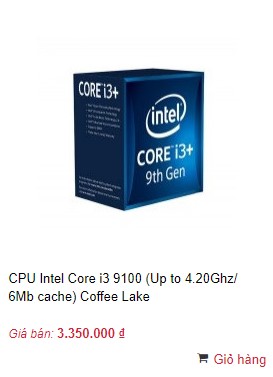 CORE i3+
intel
CORE™ i3+
9th Gen
CPU Intel Core i3 9100 (Up to 4.20Ghz/
6Mb cache) Coffee Lake
Giá bán: 3.350.000 ₫
Giỏ hàng